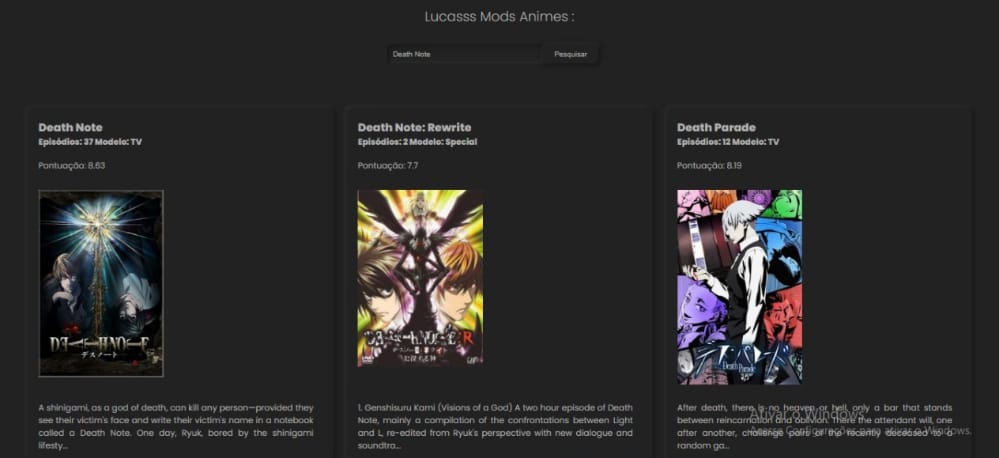 Lucasss Mods Animes :
Death Note
Pesquisar
Death Note
Episódios: 37 Modelo: TV
Pontuação: 8.63
DEATHNOTE
デスノート
A shinigami, as a god of death, can kill any person—provided they
see their victim's face and write their victim's name in a notebook
called a Death Note. One day, Ryuk, bored by the shinigami
lifesty...
Death Note: Rewrite
Episódios: 2 Modelo: Special
Pontuação: 7.7
DEATHNOTE R
1. Genshisuru Kami (Visions of a God) A two hour episode of Death
Note, mainly a compilation of the confrontations between Light
and L, re-edited from Ryuk's perspective with new dialogue and
soundtra...
Death Parade
Episódios: 12 Modelo: TV
Pontuação: 8.19
Death Parade
After death, there is no heaven or hell, only a bar that stands
between reincarnation and oblivion. There the attendant will, one
after another, challenge pairs of the recently deceased to a
random ga...
Ativar o Windows
Acesse Configurações para ativar o Windows.